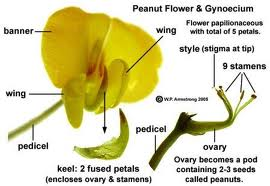 Peanut Flower & Gynoecium
banner
wing
Flower papilionaceous
with total of 5 petals.
style (stigma at tip)
9 stamens
wing
© W.P. Armstrong 2005
pedicel
pedicel
ovary
keel: 2 fused petals
(encloses ovary & stamens)
Ovary becomes a pod
containing 2-3 seeds
called peanuts.